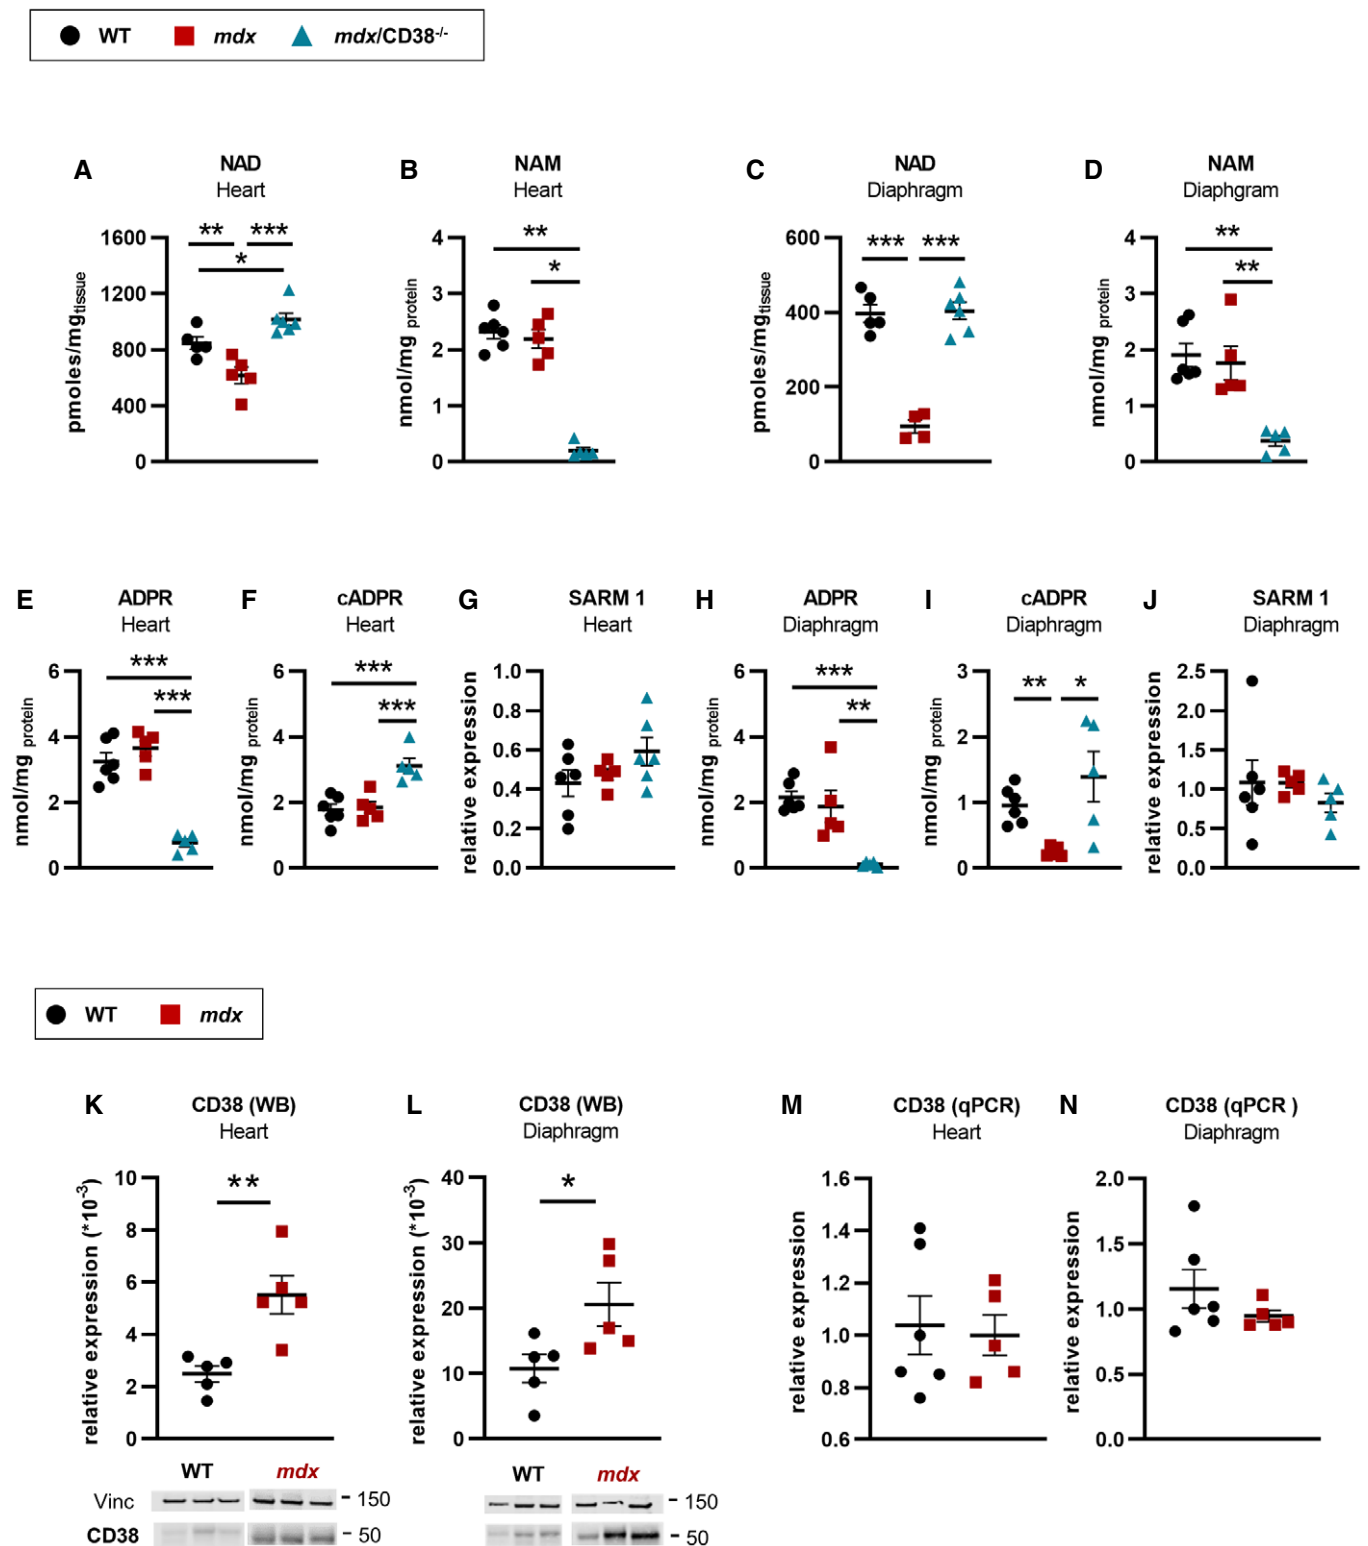 WT mdx mdx/CD38-/-
A NAD Heart
B NAM Heart
C NAD Diaphragm
D NAM Diaphgram
** *** *
pmoles/mgtissue
1600
1200
800
400
0
** *
nmol/mg protein
4
3
2
1
0
*** ***
pmoles/mgtissue
600
400
200
0
** **
nmol/mg protein
4
3
2
1
0
E ADPR Heart
F cADPR Heart
G SARM 1 Heart
H ADPR Diaphragm
I cADPR Diaphragm
J SARM 1 Diaphragm
*** ***
nmol/mg protein
6
4
2
0
*** ***
nmol/mg protein
6
4
2
0
relative expression
1.0
0.8
0.6
0.4
0.2
0.0
*** **
nmol/mg protein
6
4
2
0
** *
nmol/mg protein
3
2
1
0
relative expression
2.5
2.0
1.5
1.0
0.5
0.0
WT mdx
K CD38 (WB) Heart
L CD38 (WB) Diaphragm
M CD38 (qPCR) Heart
N CD38 (qPCR ) Diaphragm
**
relative expression (*10-3)
10
8
6
4
2
0
*
relative expression (*10-3)
40
30
20
10
0
relative expression
1.6
1.4
1.2
1.0
0.8
0.6
relative expression
2.0
1.5
1.0
0.5
0.0
WT mdx
Vinc - 150
CD38 - 50
WT mdx
- 150
- 50